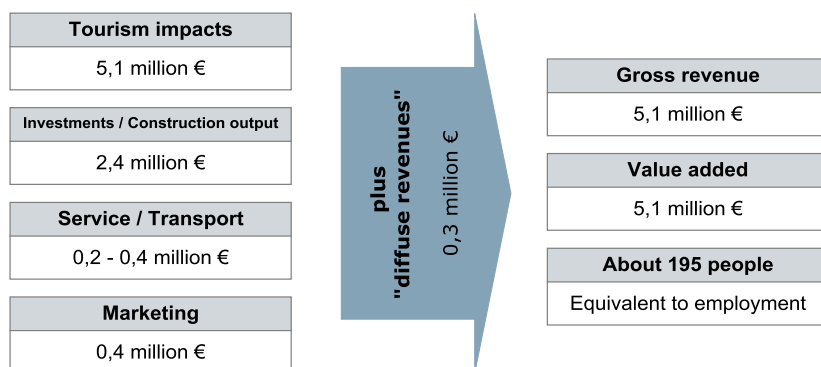 Tourism impacts
5,1 million €
Investments / Construction output
2,4 million €
Service / Transport
0,2 - 0,4 million €
Marketing
0,4 million €
plus
"diffuse revenues"
0,3 million €
Gross revenue
5,1 million €
Value added
5,1 million €
About 195 people
Equivalent to employment